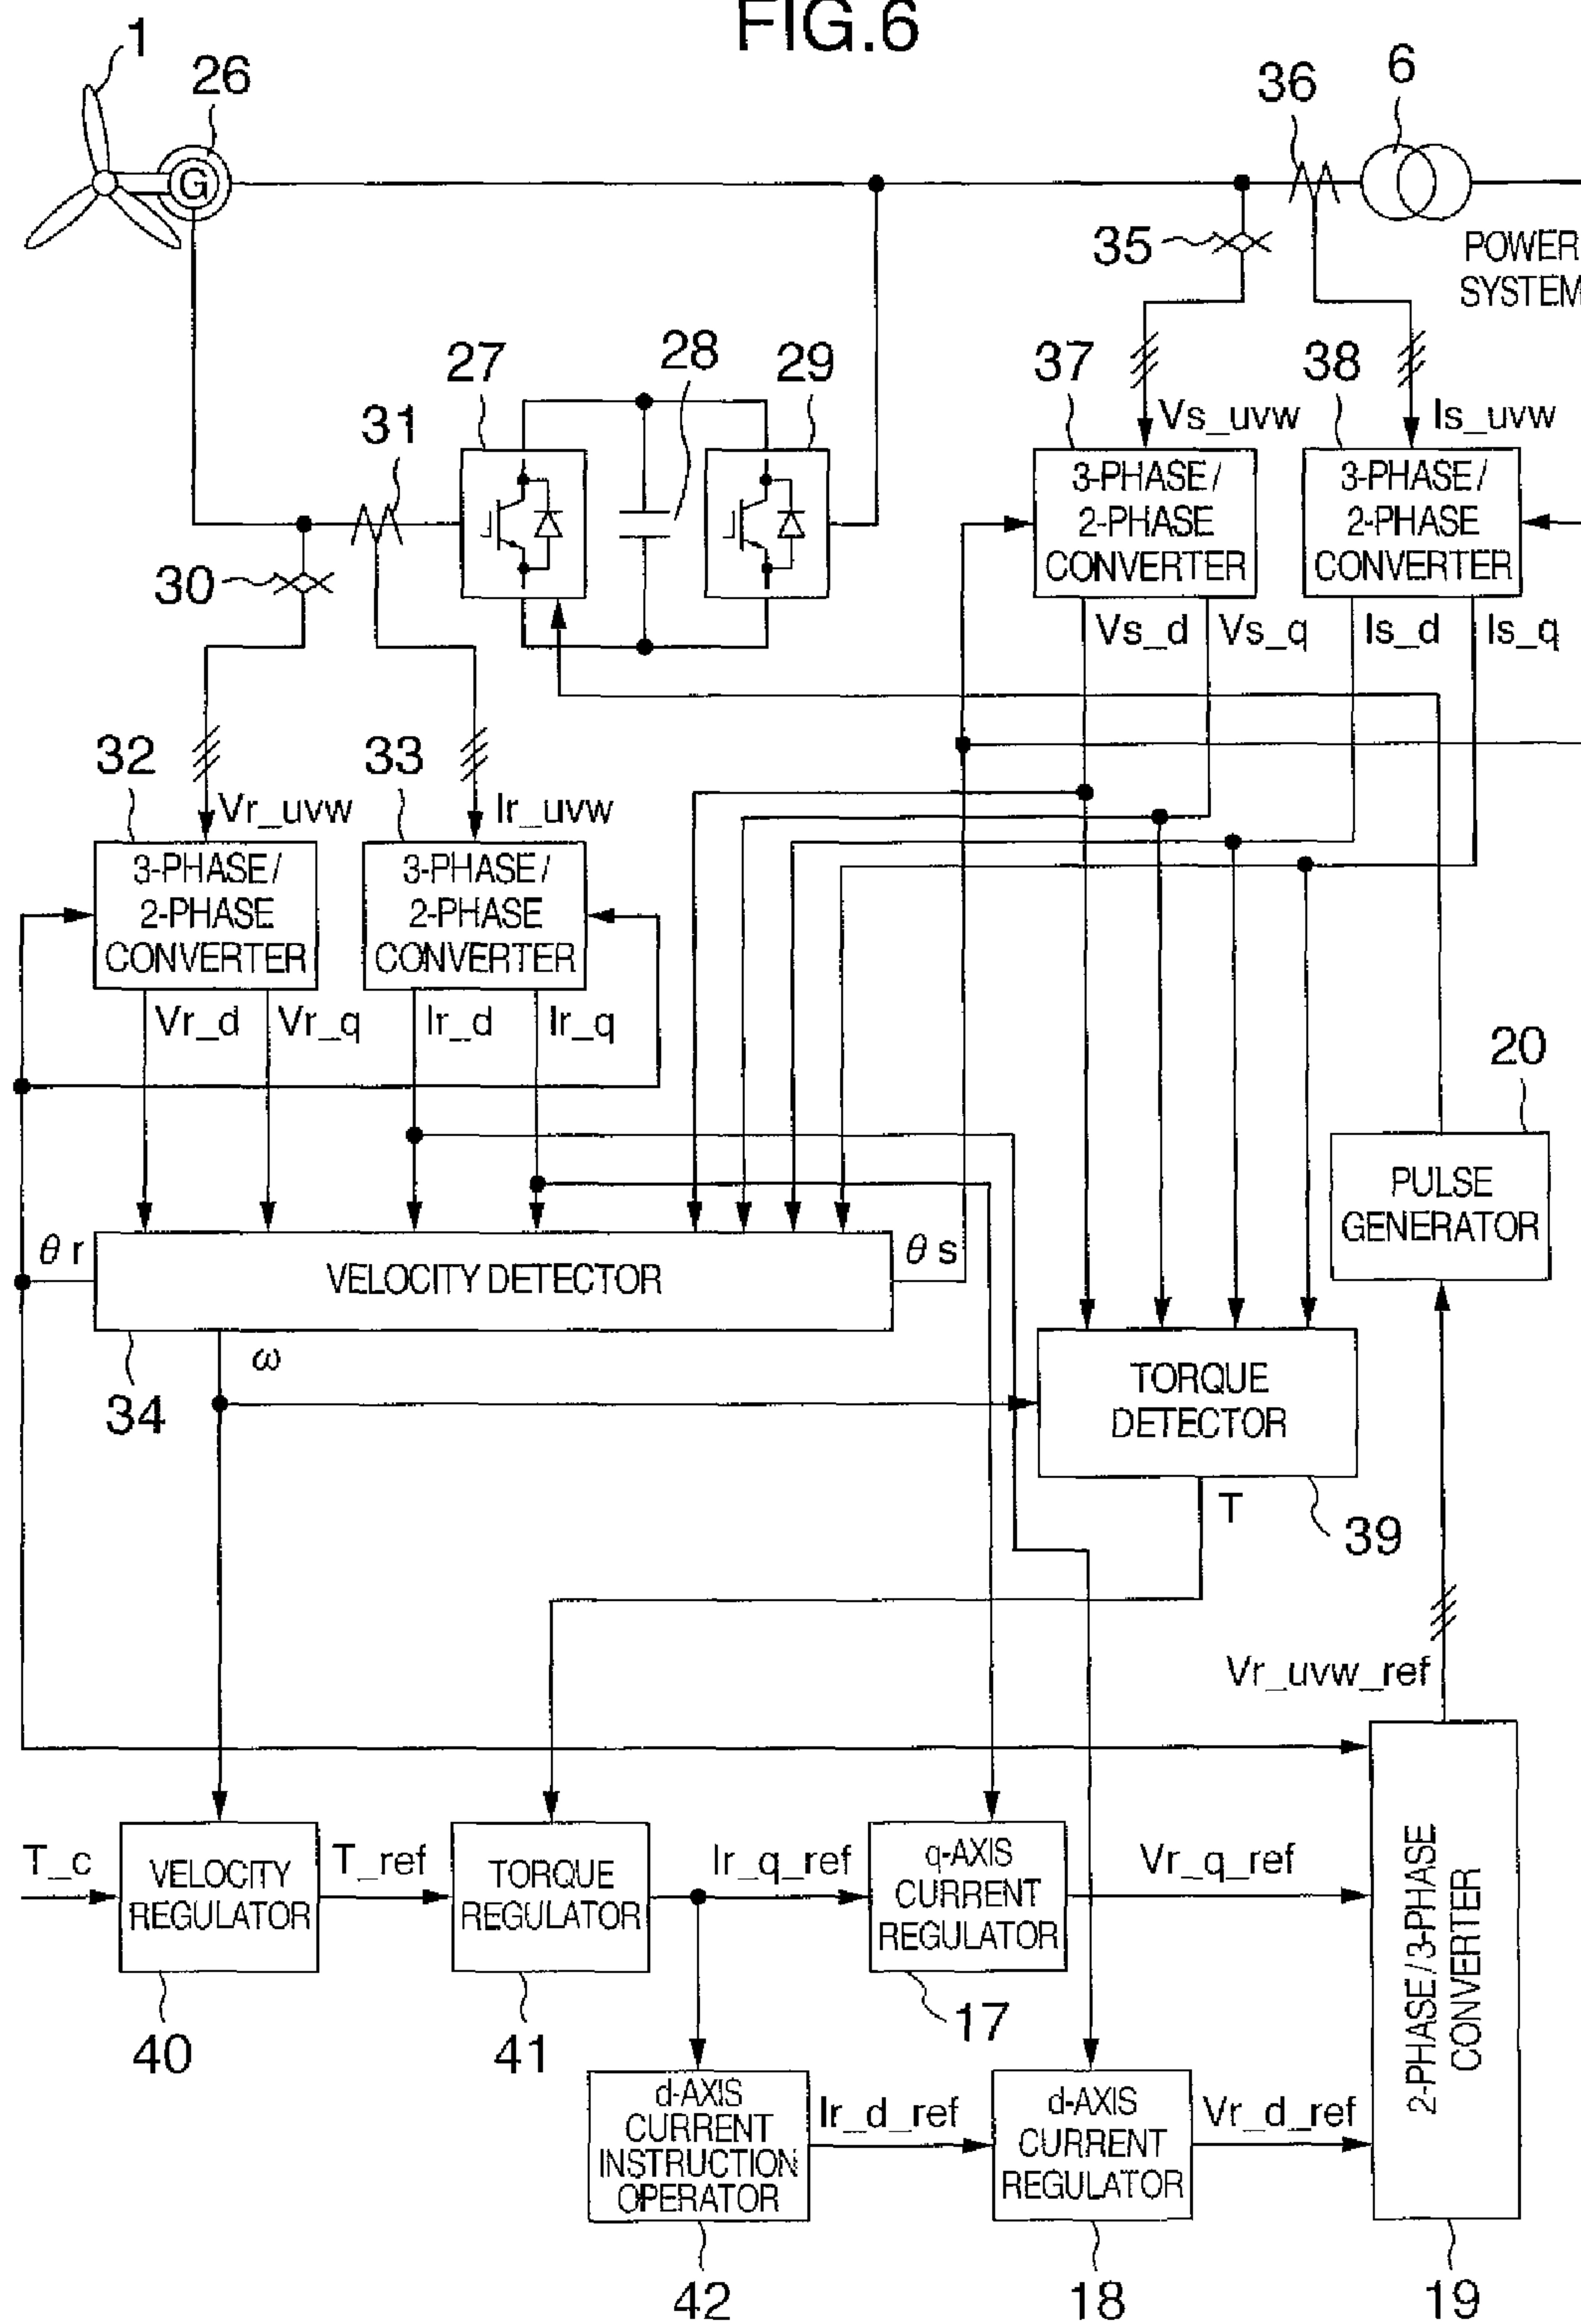 FIG.6
1
26
G
36
6
35
POWER
SYSTEM
27
28
29
37
38
31
Vs_uvw
Is_uvw
3-PHASE/
2-PHASE
CONVERTER
3-PHASE/
2-PHASE
CONVERTER
30
Vs_d
Vs_q
Is_d
Is_q
32
33
Vr_uvw
Ir_uvw
3-PHASE/
2-PHASE
CONVERTER
3-PHASE/
2-PHASE
CONVERTER
Vr_d
Vr_q
Ir_d
Ir_q
20
PULSE
GENERATOR
θr
VELOCITY DETECTOR
θs
34
ω
TORQUE
DETECTOR
T
39
Vr_uvw_ref
T_c
VELOCITY
REGULATOR
T_ref
TORQUE
REGULATOR
Ir_q_ref
q-AXIS
CURRENT
REGULATOR
Vr_q_ref
2-PHASE/3-PHASE
CONVERTER
40
41
17
d-AXIS
CURRENT
INSTRUCTION
OPERATOR
Ir_d_ref
d-AXIS
CURRENT
REGULATOR
Vr_d_ref
42
18
19